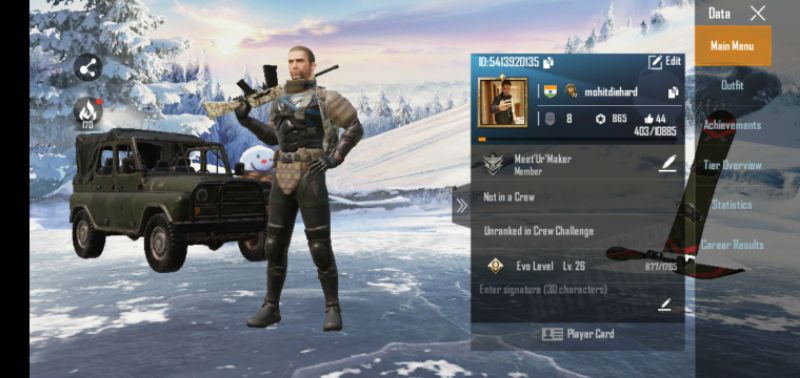 Data
ID:5413920135
Edit
Main Menu
mohitdiehard
170
8 865 44
403/10885
Outfit
Achievements
Meet'Ur'Maker
Member
Tier Overview
Not in a Crew
Statistics
Unranked in Crew Challenge
Career Results
Evo Level Lv. 26
Enter signature (30 characters)
Player Card